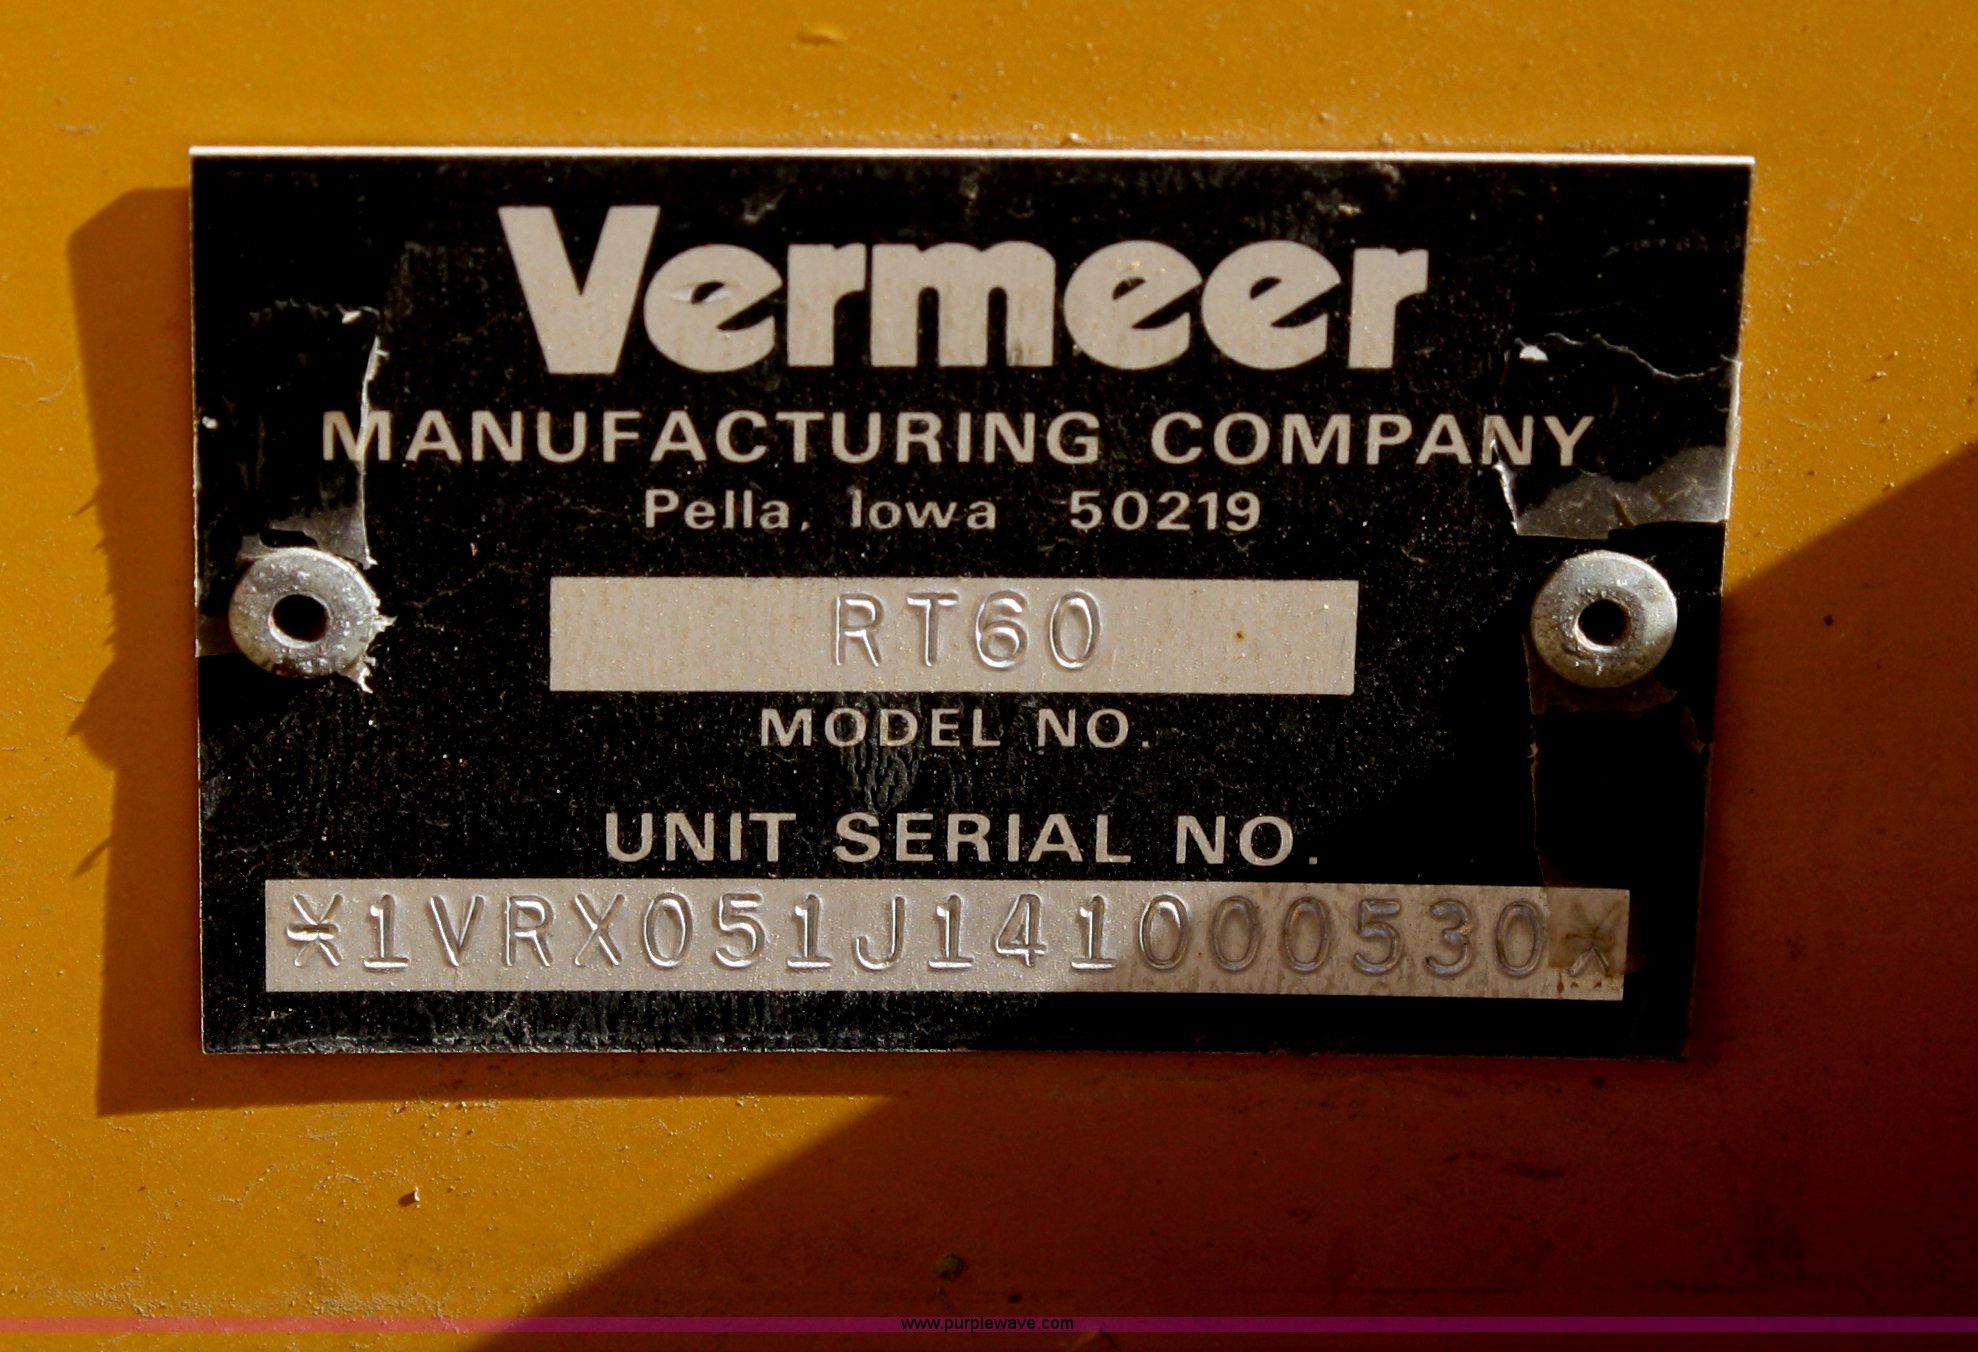 Vermeer
MANUFACTURING COMPANY
Pella, Iowa 50219
RT60
MODEL NO.
UNIT SERIAL NO.
*1VRX051J141000530*
www.purplewave.com